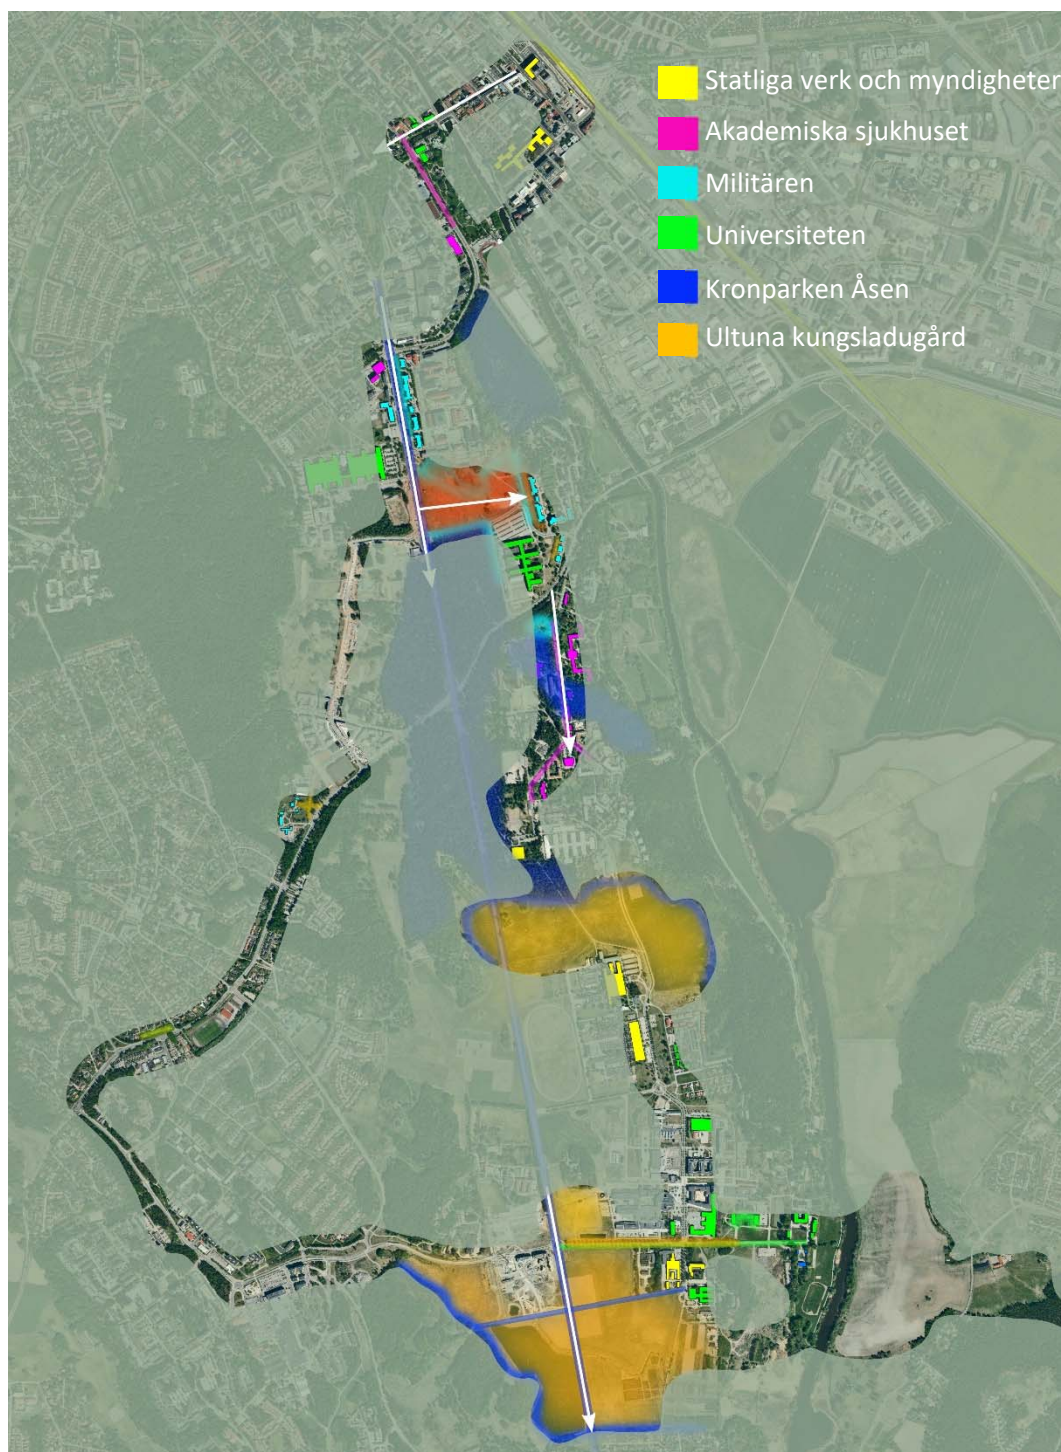 Statliga verk och myndigheter
Akademiska sjukhuset
Militären
Universiteten
Kronparken Åsen
Ultuna kungsladugård